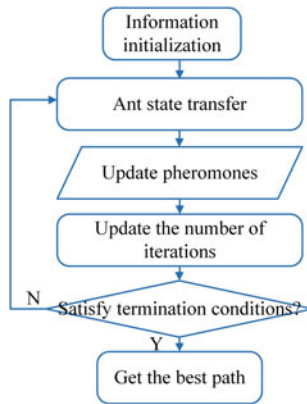 Information
initialization
Ant state transfer
Update pheromones
Update the number of
iterations
Satisfy termination conditions?
N
Y
Get the best path